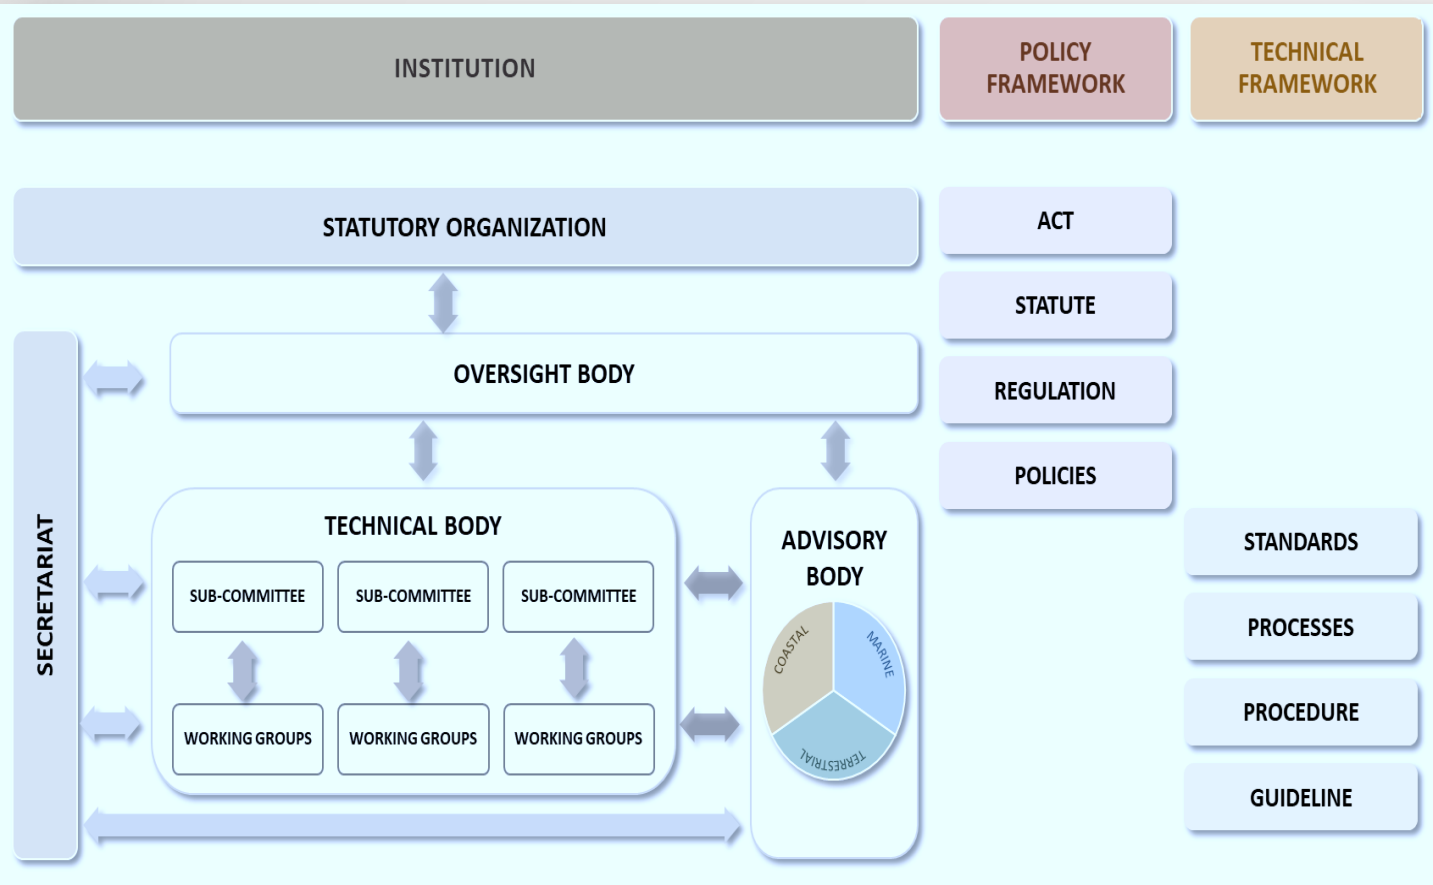 INSTITUTION
POLICY
FRAMEWORK
TECHNICAL
FRAMEWORK
STATUTORY ORGANIZATION
ACT
STATUTE
REGULATION
POLICIES
OVERSIGHT BODY
SECRETARIAT
TECHNICAL BODY
SUB-COMMITTEE
SUB-COMMITTEE
SUB-COMMITTEE
WORKING GROUPS
WORKING GROUPS
WORKING GROUPS
ADVISORY
BODY
COASTAL
MARINE
TERRESTRIAL
STANDARDS
PROCESSES
PROCEDURE
GUIDELINE